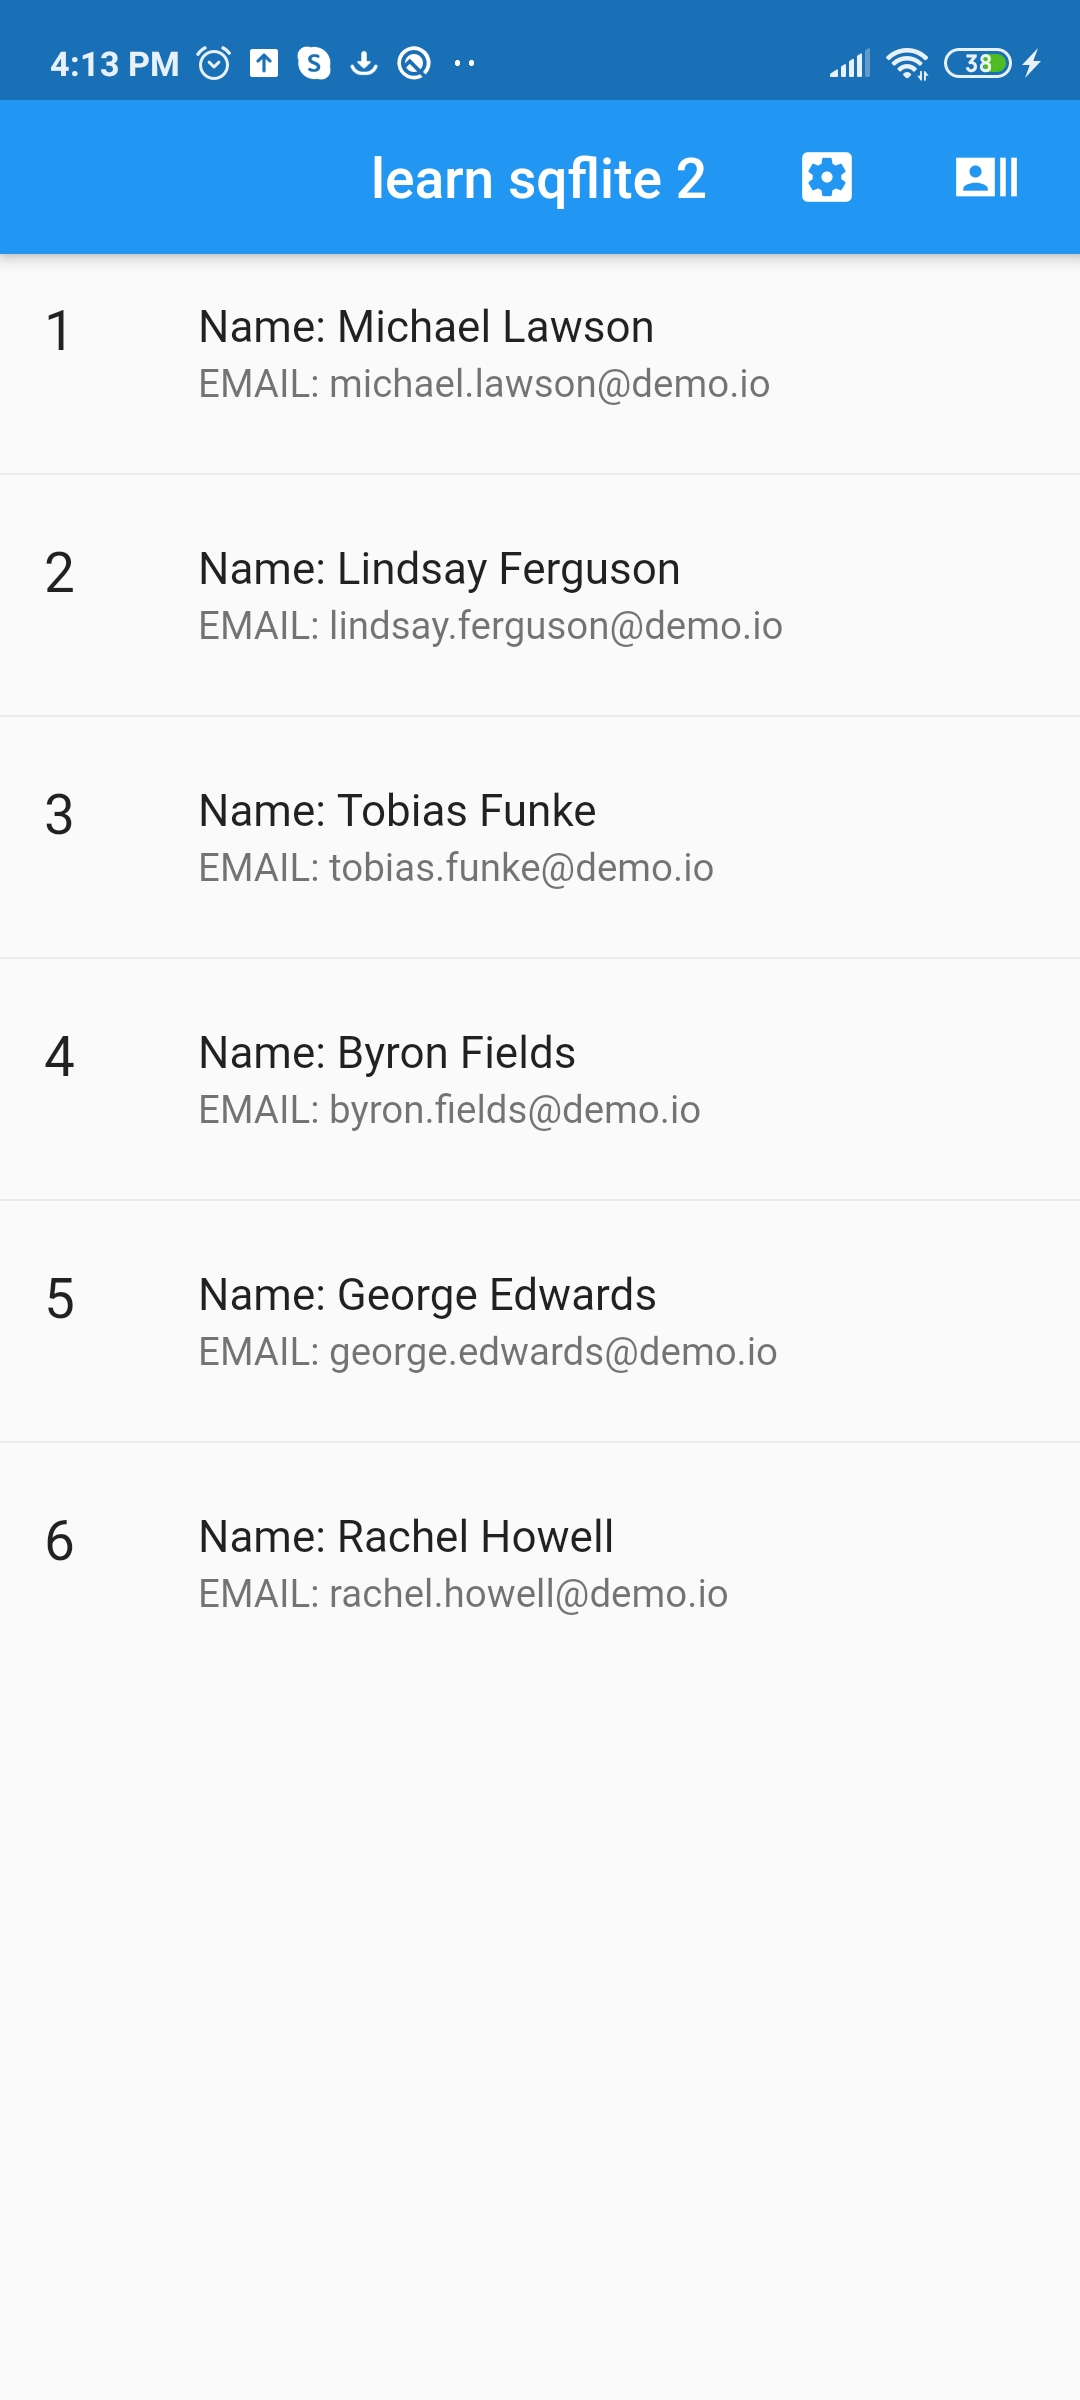 4:13 PM
38
learn sqflite 2
1
Name: Michael Lawson
EMAIL: michael.lawson@demo.io
2
Name: Lindsay Ferguson
EMAIL: lindsay.ferguson@demo.io
3
Name: Tobias Funke
EMAIL: tobias.funke@demo.io
4
Name: Byron Fields
EMAIL: byron.fields@demo.io
5
Name: George Edwards
EMAIL: george.edwards@demo.io
6
Name: Rachel Howell
EMAIL: rachel.howell@demo.io